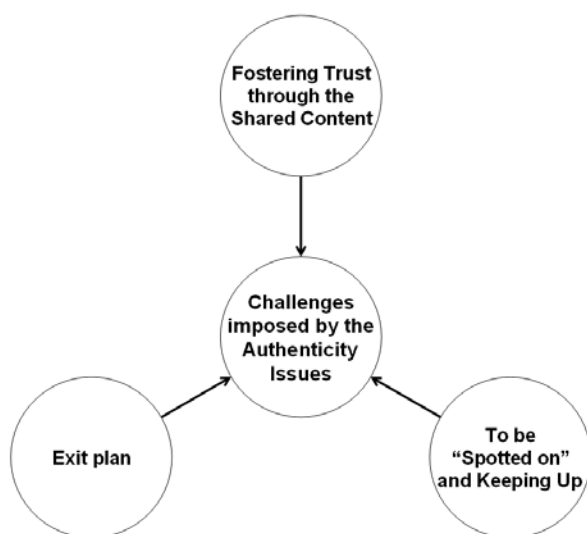 Fostering Trust
through the
Shared Content
Challenges
imposed by the
Authenticity
Issues
Exit plan
To be
“Spotted on”
and Keeping Up